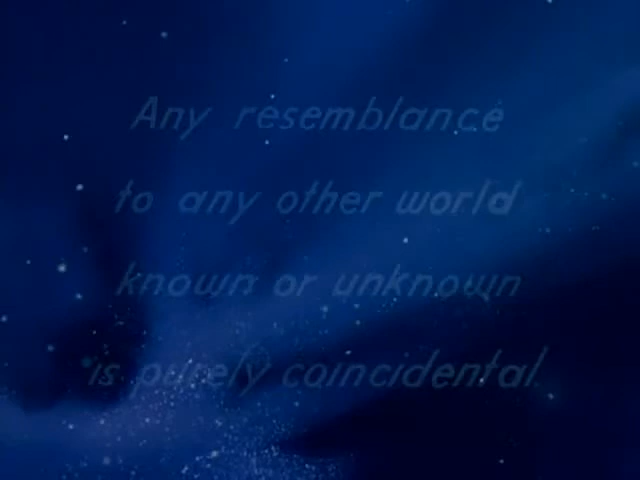 Any resemblance
to any other world
known or unknown
is purely coincidental.